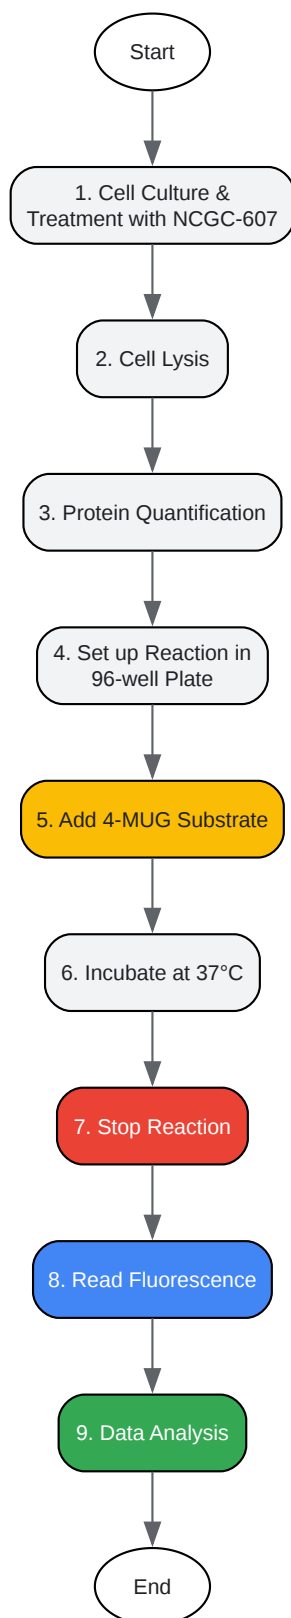 Start
1. Cell Culture &
Treatment with NCGC-607
2. Cell Lysis
3. Protein Quantification
4. Set up Reaction in
96-well Plate
5. Add 4-MUG Substrate
6. Incubate at 37°C
7. Stop Reaction
8. Read Fluorescence
9. Data Analysis
End